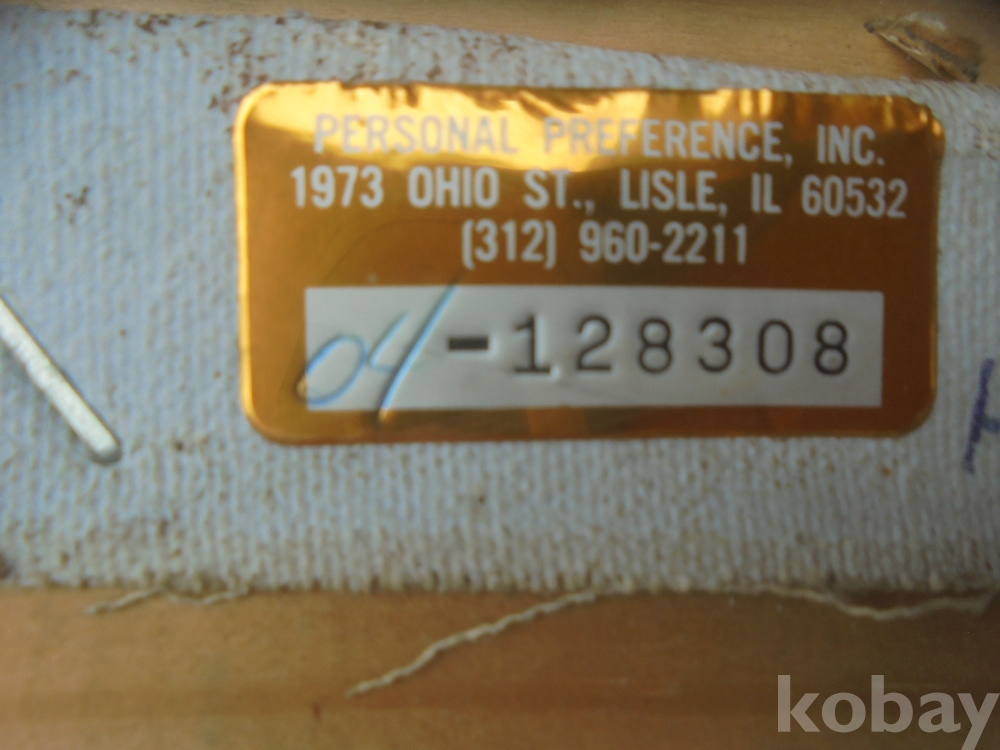 PERSONAL PREFERENCE, INC.
1973 OHIO ST., LISLE, IL 60532
(312) 960-2211
04 -128308
kobay